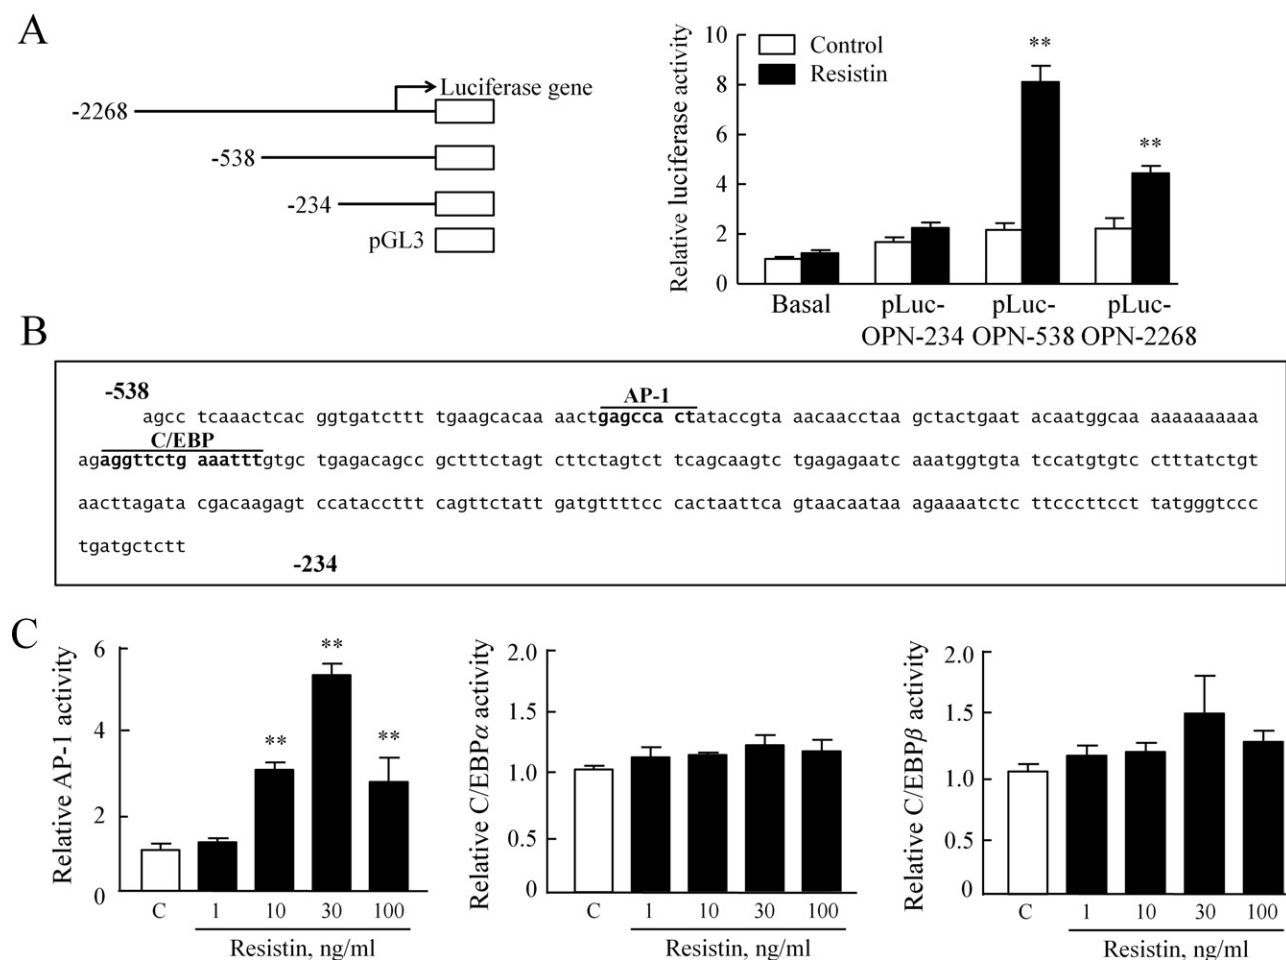 A
-2268
Luciferase gene
-538
-234
pGL3
Relative luciferase activity
10
8
6
4
2
0
Control
Resistin
**
**
Basal
pLuc-
OPN-234
pLuc-
OPN-538
pLuc-
OPN-2268
B
-538
AP-1
agcc tcaaactcac ggtgatcttt tgaagcacaa aactgagcca ctataccgta aacaacctaa gctactgaat acaatggcaa aaaaaaaaaa
C/EBP
agaggttctg aaatttgtgc tgagacagcc gctttctagt cttctagtct tcagcaagtc tgagagaatc aaatggtgta tccatgtgtc ctttatctgt
aacttagata cgacaagagt ccataccttt cagttctatt gatgttttcc cactaattca gtaacaataa agaaaatctc ttcccttcct tatgggtccc
tgatgctctt
-234
C
Relative AP-1 activity
6
4
2
0
**
**
**
C 1 10 30 100
Resistin, ng/ml
Relative C/EBPα activity
2.0
1.5
1.0
0.5
0
C 1 10 30 100
Resistin, ng/ml
Relative C/EBPβ activity
2.0
1.5
1.0
0.5
0
C 1 10 30 100
Resistin, ng/ml